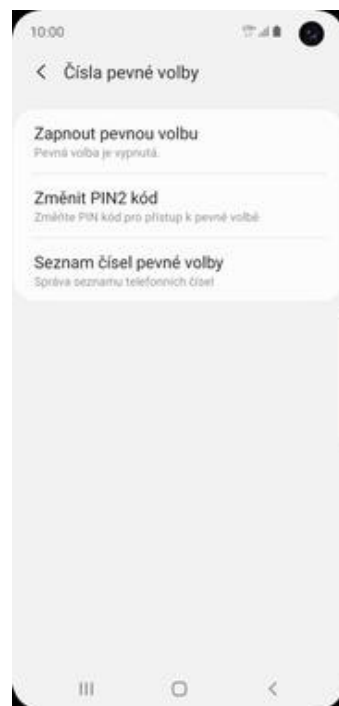 10:00
Čísla pevné volby
Zapnout pevnou volbu
Pevná volba je vypnutá.
Změnit PIN2 kód
Změňte PIN kód pro přístup k pevné volbě
Seznam čísel pevné volby
Správa seznamu telefonních čísel